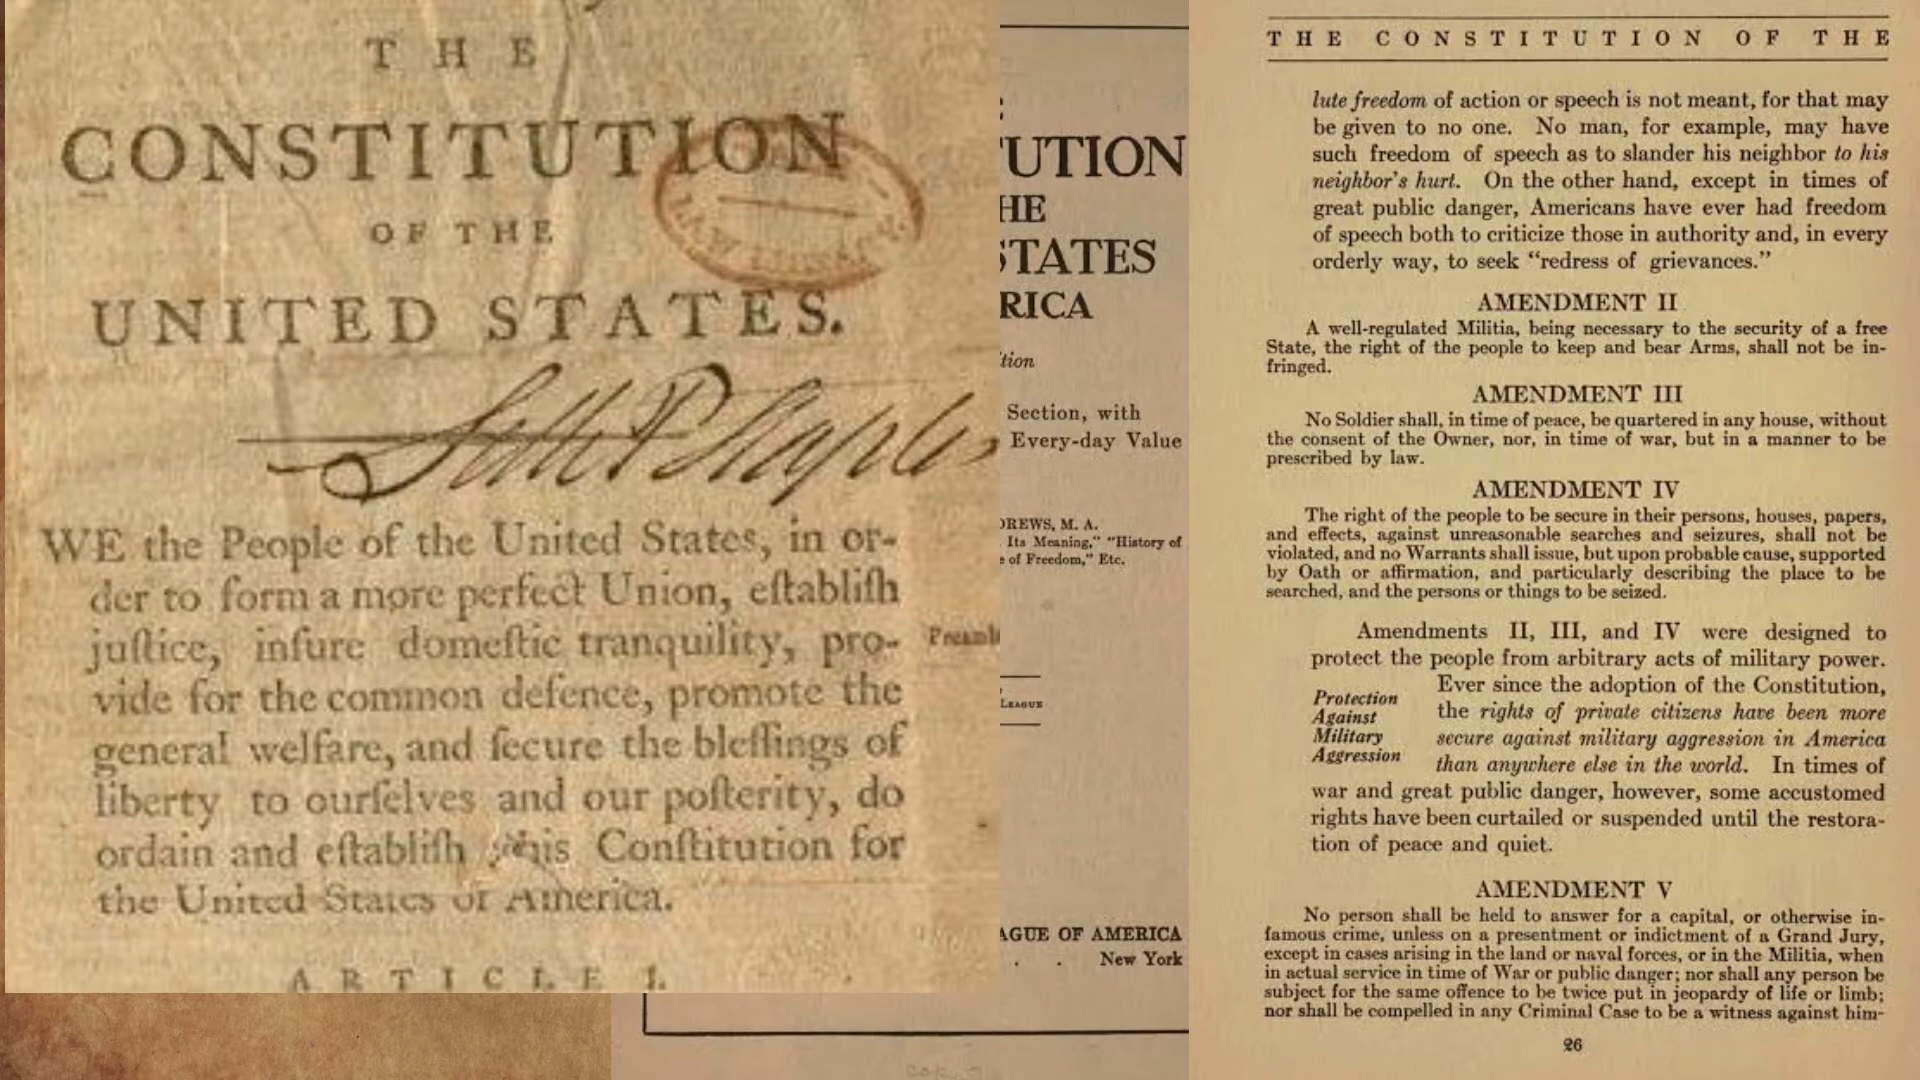 THE
CONSTITUTION
OF THE
UNITED STATES.
Seth P Staples
WE the People of the United States, in or-
der to form a more perfect Union, eſtabliſh
juſtice, inſure domeſtic tranquility, pro-
vide for the common defence, promote the
general welfare, and ſecure the bleſſings of
liberty to ourſelves and our poſterity, do
ordain and eſtabliſh this Conſtitution for
the United States of America.
Preamb
ARTICLE I.
UTION
HE
STATES
RICA
tion
Section, with
Every-day Value
DREWS, M. A.
Its Meaning," "History of
e of Freedom," Etc.
LEAGUE
AGUE OF AMERICA
. . New York
THE CONSTITUTION OF THE
lute freedom of action or speech is not meant, for that may
be given to no one. No man, for example, may have
such freedom of speech as to slander his neighbor to his
neighbor's hurt. On the other hand, except in times of
great public danger, Americans have ever had freedom
of speech both to criticize those in authority and, in every
orderly way, to seek "redress of grievances."
AMENDMENT II
A well-regulated Militia, being necessary to the security of a free
State, the right of the people to keep and bear Arms, shall not be in-
fringed.
AMENDMENT III
No Soldier shall, in time of peace, be quartered in any house, without
the consent of the Owner, nor, in time of war, but in a manner to be
prescribed by law.
AMENDMENT IV
The right of the people to be secure in their persons, houses, papers,
and effects, against unreasonable searches and seizures, shall not be
violated, and no Warrants shall issue, but upon probable cause, supported
by Oath or affirmation, and particularly describing the place to be
searched, and the persons or things to be seized.
Amendments II, III, and IV were designed to
protect the people from arbitrary acts of military power.
Protection
Against
Military
Aggression
Ever since the adoption of the Constitution,
the rights of private citizens have been more
secure against military aggression in America
than anywhere else in the world. In times of
war and great public danger, however, some accustomed
rights have been curtailed or suspended until the restora-
tion of peace and quiet.
AMENDMENT V
No person shall be held to answer for a capital, or otherwise in-
famous crime, unless on a presentment or indictment of a Grand Jury,
except in cases arising in the land or naval forces, or in the Militia, when
in actual service in time of War or public danger; nor shall any person be
subject for the same offence to be twice put in jeopardy of life or limb;
nor shall be compelled in any Criminal Case to be a witness against him-
26